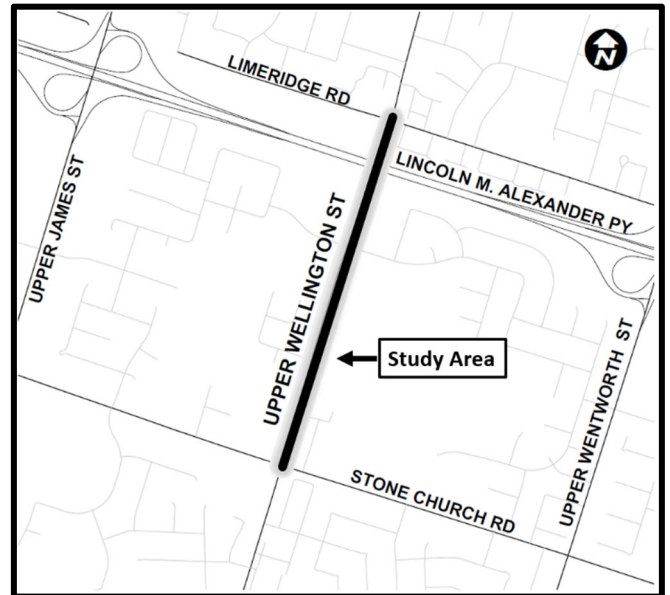 N
LIMERIDGE RD
LINCOLN M. ALEXANDER PY
UPPER JAMES ST
UPPER WELLINGTON ST
Study Area
UPPER WENTWORTH ST
STONE CHURCH RD